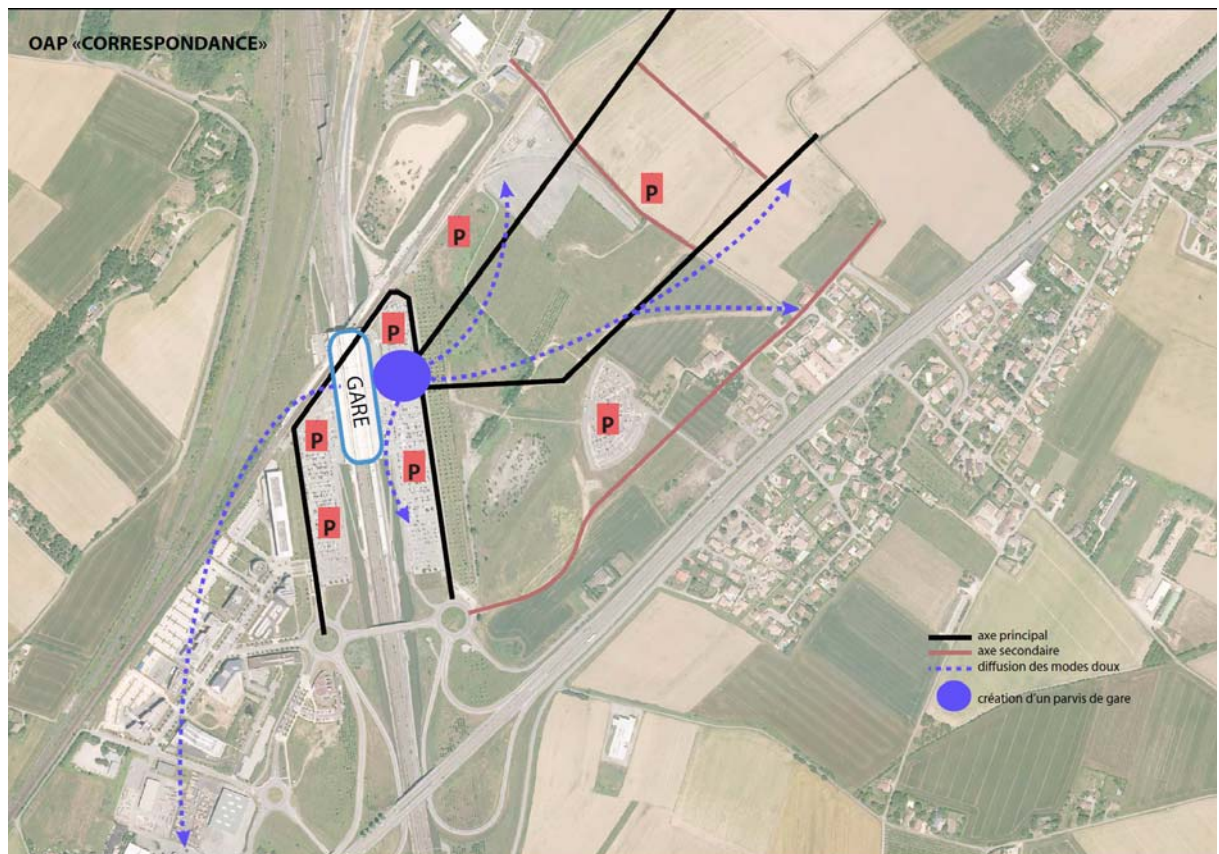 OAP «CORRESPONDANCE»
P
P
P
GARE
P
P
P
P
axe principal
axe secondaire
diffusion des modes doux
création d'un parvis de gare